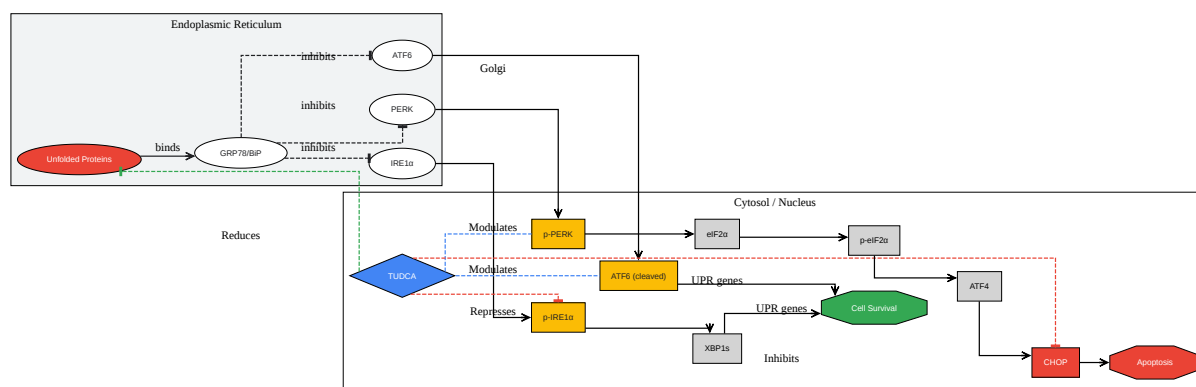 Endoplasmic Reticulum
inhibits
ATF6
Golgi
inhibits
PERK
Unfolded Proteins
binds
GRP78/BiP
inhibits
IRE1α
Cytosol / Nucleus
Reduces
Modulates
p-PERK
eIF2α
p-eIF2α
TUDCA
Modulates
ATF6 (cleaved)
UPR genes
ATF4
Represses
p-IRE1α
UPR genes
Cell Survival
XBP1s
Inhibits
CHOP
Apoptosis